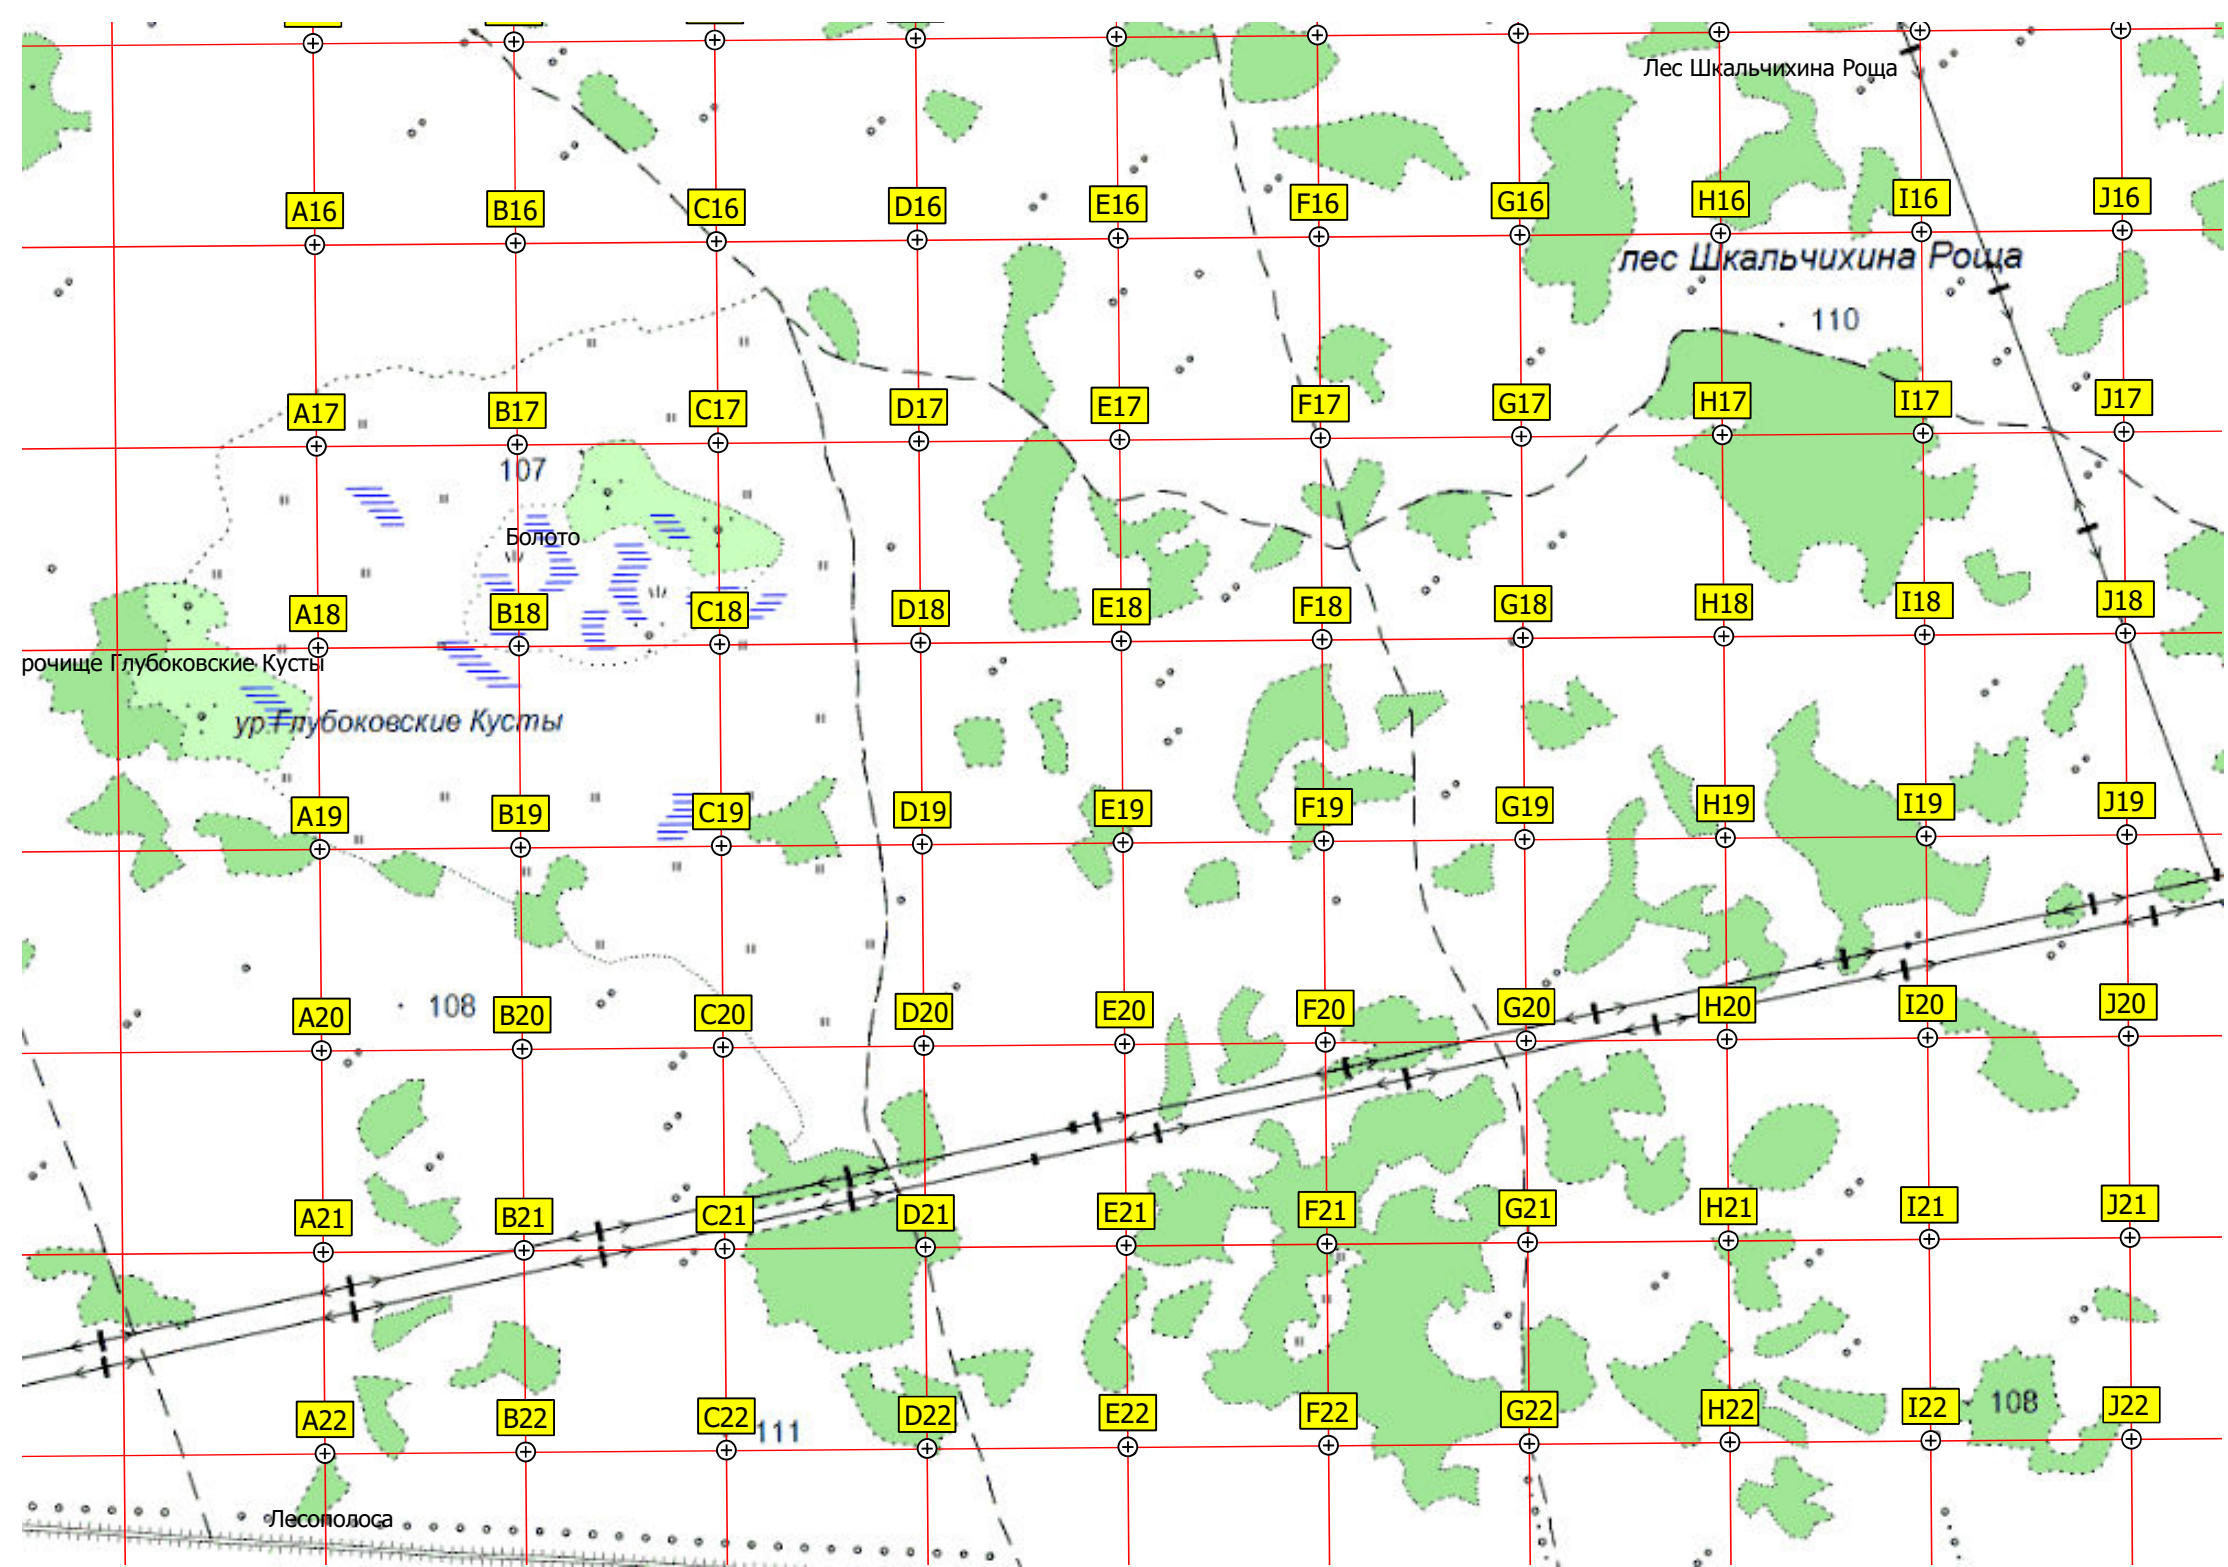 Лес Шкальчихина Роща
A16 B16 C16 D16 E16 F16 G16 H16 I16 J16
лес Шкальчихина Роща
110
A17 B17 C17 D17 E17 F17 G17 H17 I17 J17
107
Болото
A18 B18 C18 D18 E18 F18 G18 H18 I18 J18
рочище Глубоковские Кусты
ур.Глубоковские Кусты
A19 B19 C19 D19 E19 F19 G19 H19 I19 J19
108
A20 B20 C20 D20 E20 F20 G20 H20 I20 J20
A21 B21 C21 D21 E21 F21 G21 H21 I21 J21
108
A22 B22 C22 D22 E22 F22 G22 H22 I22 J22
111
Лесополоса